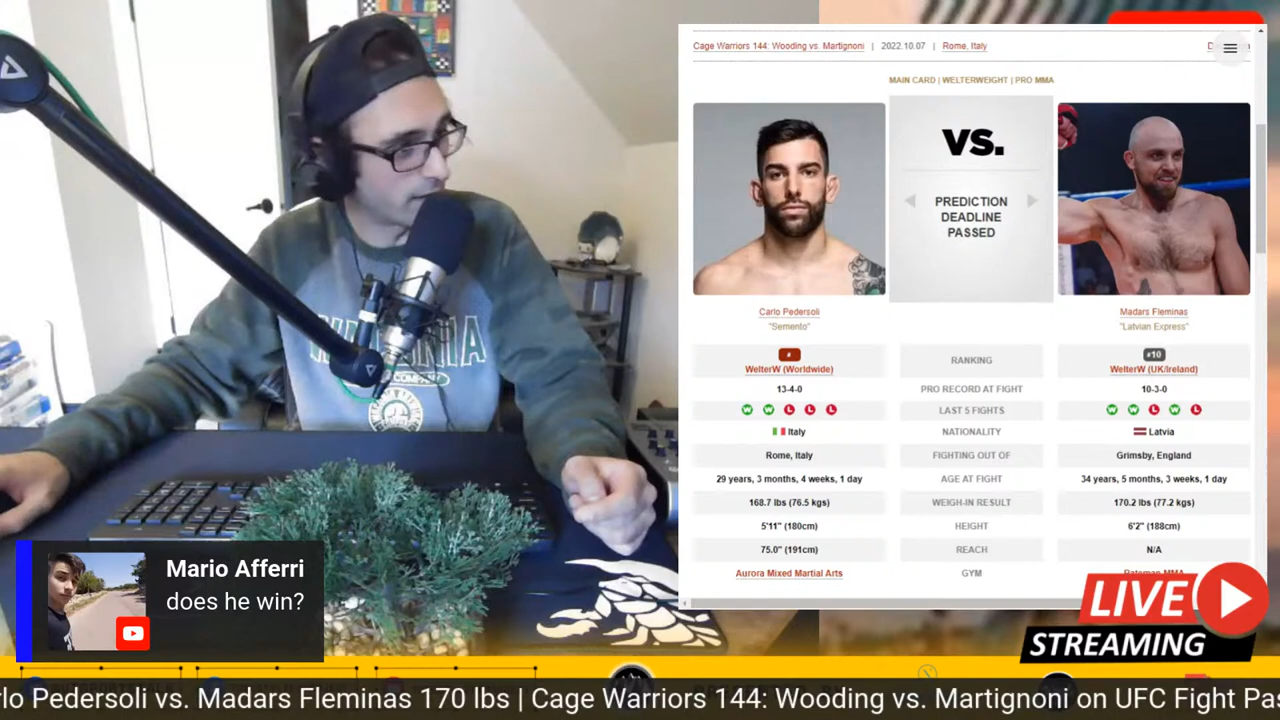 Cage Warriors 144: Wooding vs. Martignoni | 2022.10.07 | Rome, Italy
MAIN CARD | WELTERWEIGHT | PRO MMA
VS.
PREDICTION
DEADLINE
PASSED
Carlo Pedersoli
"Semento"
Madars Fleminas
"Latvian Express"
#
WelterW (Worldwide)
RANKING
#10
WelterW (UK/Ireland)
13-4-0
PRO RECORD AT FIGHT
10-3-0
W W L L L
LAST 5 FIGHTS
W W L W L
Italy
NATIONALITY
Latvia
Rome, Italy
FIGHTING OUT OF
Grimsby, England
29 years, 3 months, 4 weeks, 1 day
AGE AT FIGHT
34 years, 5 months, 3 weeks, 1 day
168.7 lbs (76.5 kgs)
WEIGH-IN RESULT
170.2 lbs (77.2 kgs)
5'11" (180cm)
HEIGHT
6'2" (188cm)
75.0" (191cm)
REACH
N/A
Aurora Mixed Martial Arts
GYM
MMA
COMPANY
Mario Afferri
does he win?
LIVE
STREAMING
rlo Pedersoli vs. Madars Fleminas 170 lbs | Cage Warriors 144: Wooding vs. Martignoni on UFC Fight Pas